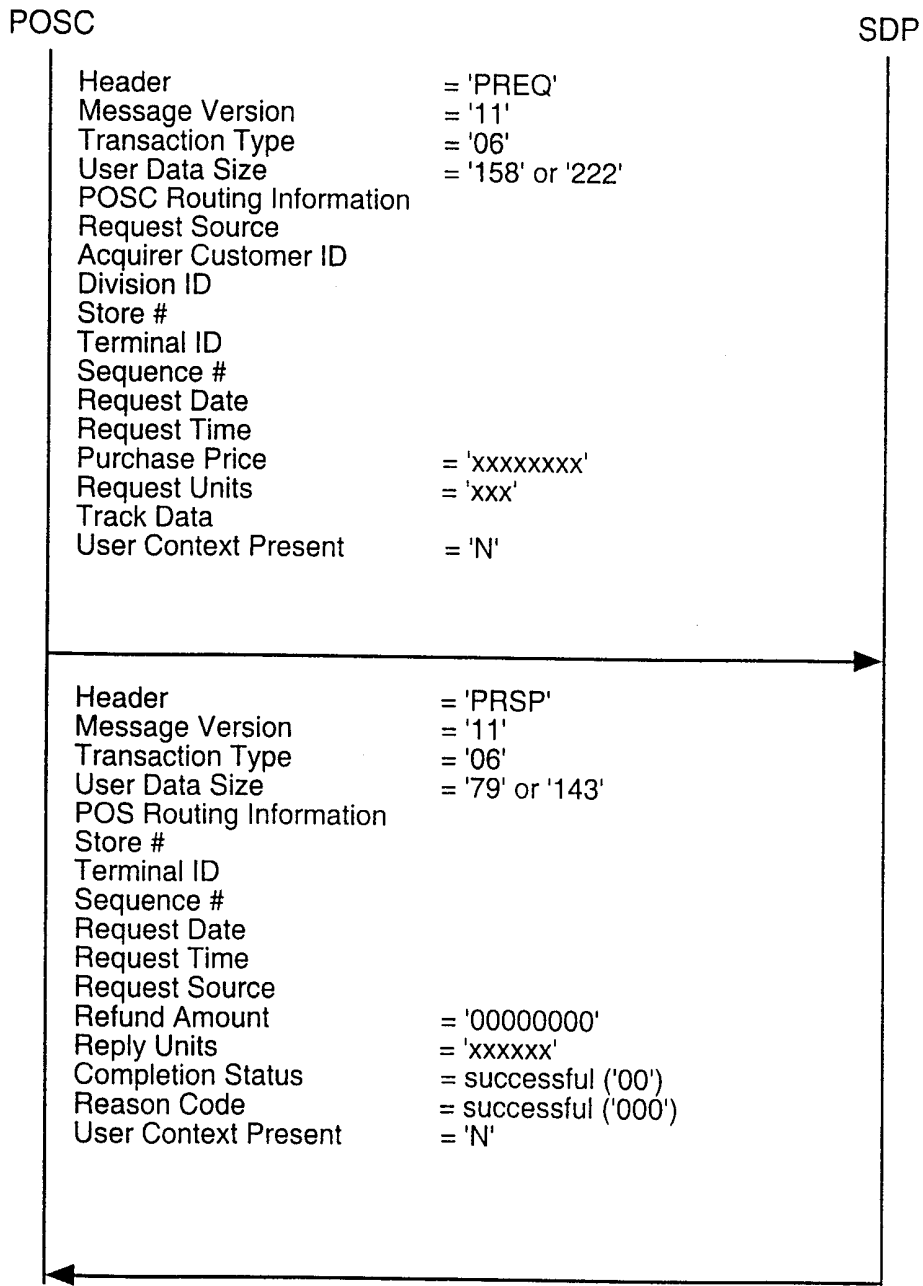 POSC SDP
Header = 'PREQ'
Message Version = '11'
Transaction Type = '06'
User Data Size = '158' or '222'
POSC Routing Information
Request Source
Acquirer Customer ID
Division ID
Store #
Terminal ID
Sequence #
Request Date
Request Time
Purchase Price = 'xxxxxxxx'
Request Units = 'xxx'
Track Data
User Context Present = 'N'
Header = 'PRSP'
Message Version = '11'
Transaction Type = '06'
User Data Size = '79' or '143'
POS Routing Information
Store #
Terminal ID
Sequence #
Request Date
Request Time
Request Source
Refund Amount = '00000000'
Reply Units = 'xxxxxx'
Completion Status = successful ('00')
Reason Code = successful ('000')
User Context Present = 'N'